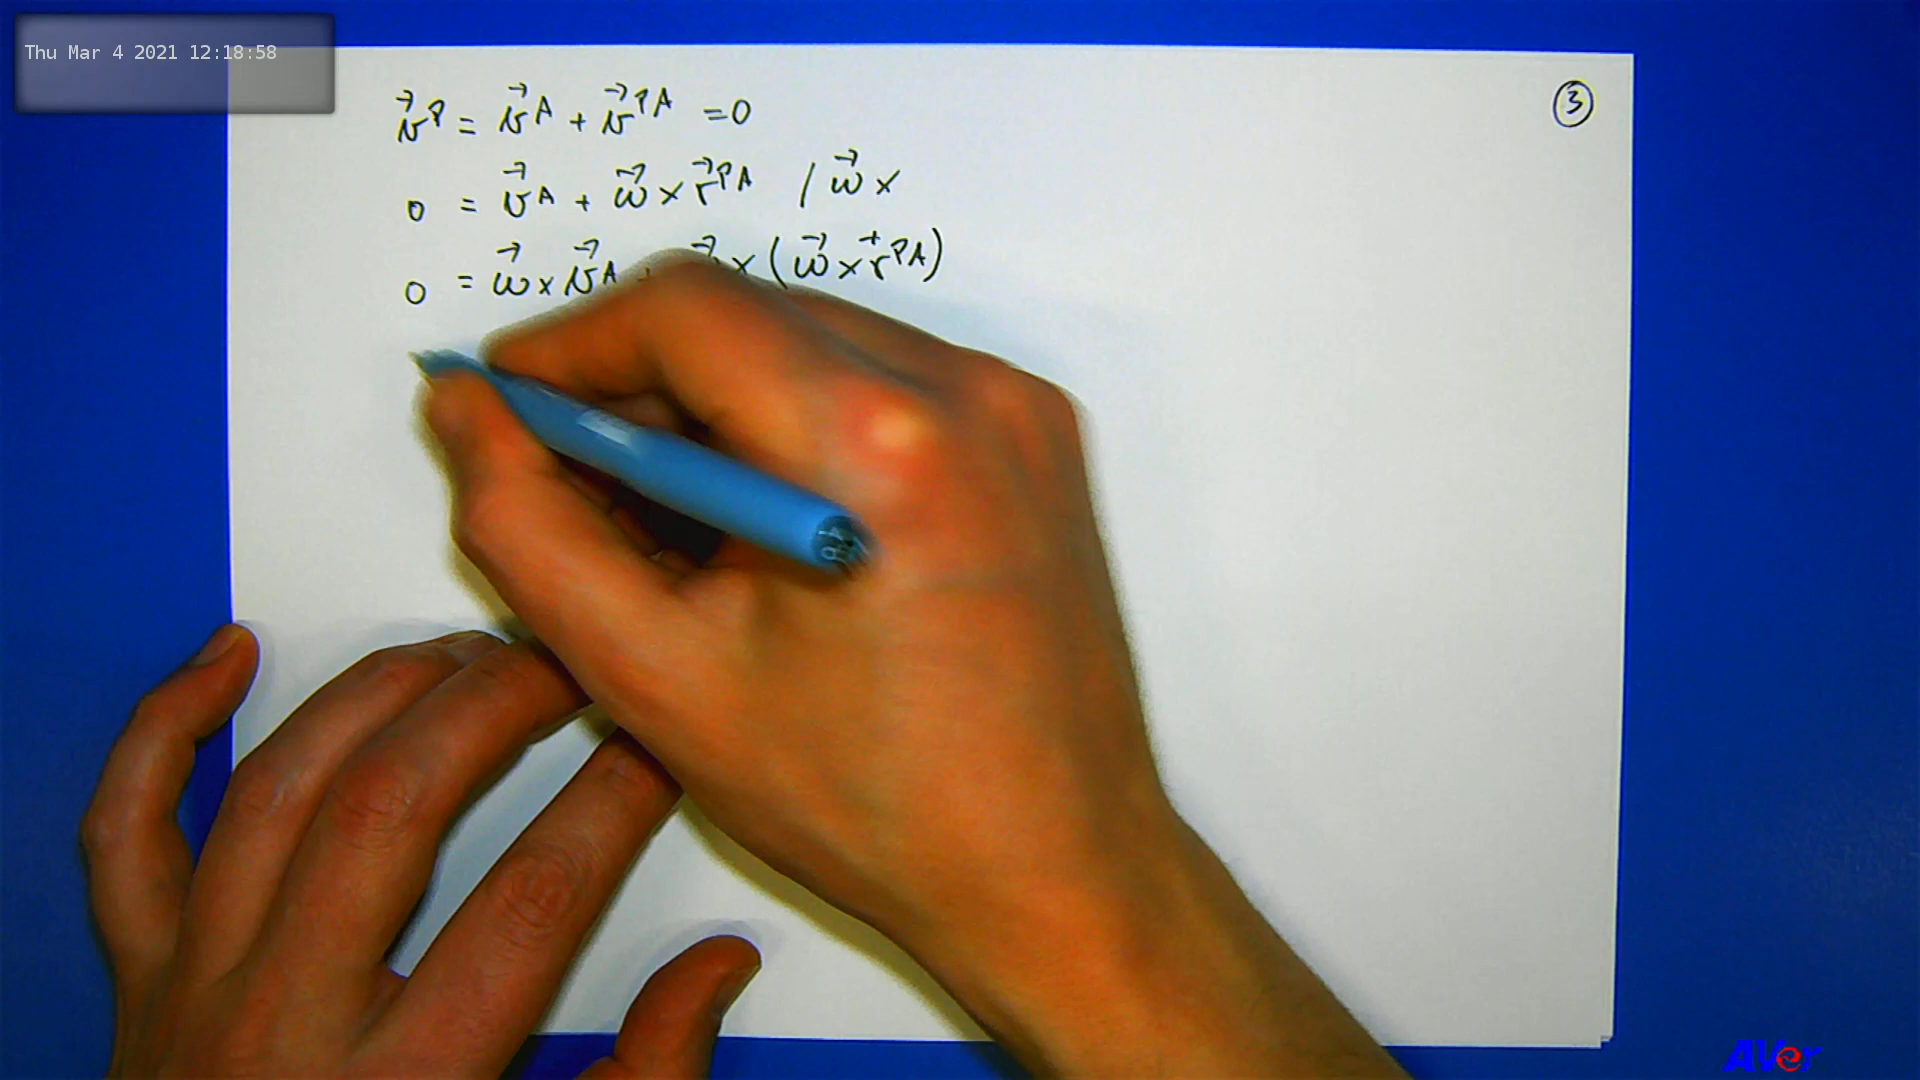 Thu Mar 4 2021 12:18:58
③
v⃗ᴾ = v⃗ᴬ + v⃗ᴾᴬ = 0
0 = v⃗ᴬ + ω⃗ × r⃗ᴾᴬ / ω⃗ ×
0 = ω⃗ × v⃗ᴬ × (ω⃗ × r⃗ᴾᴬ)
AVer